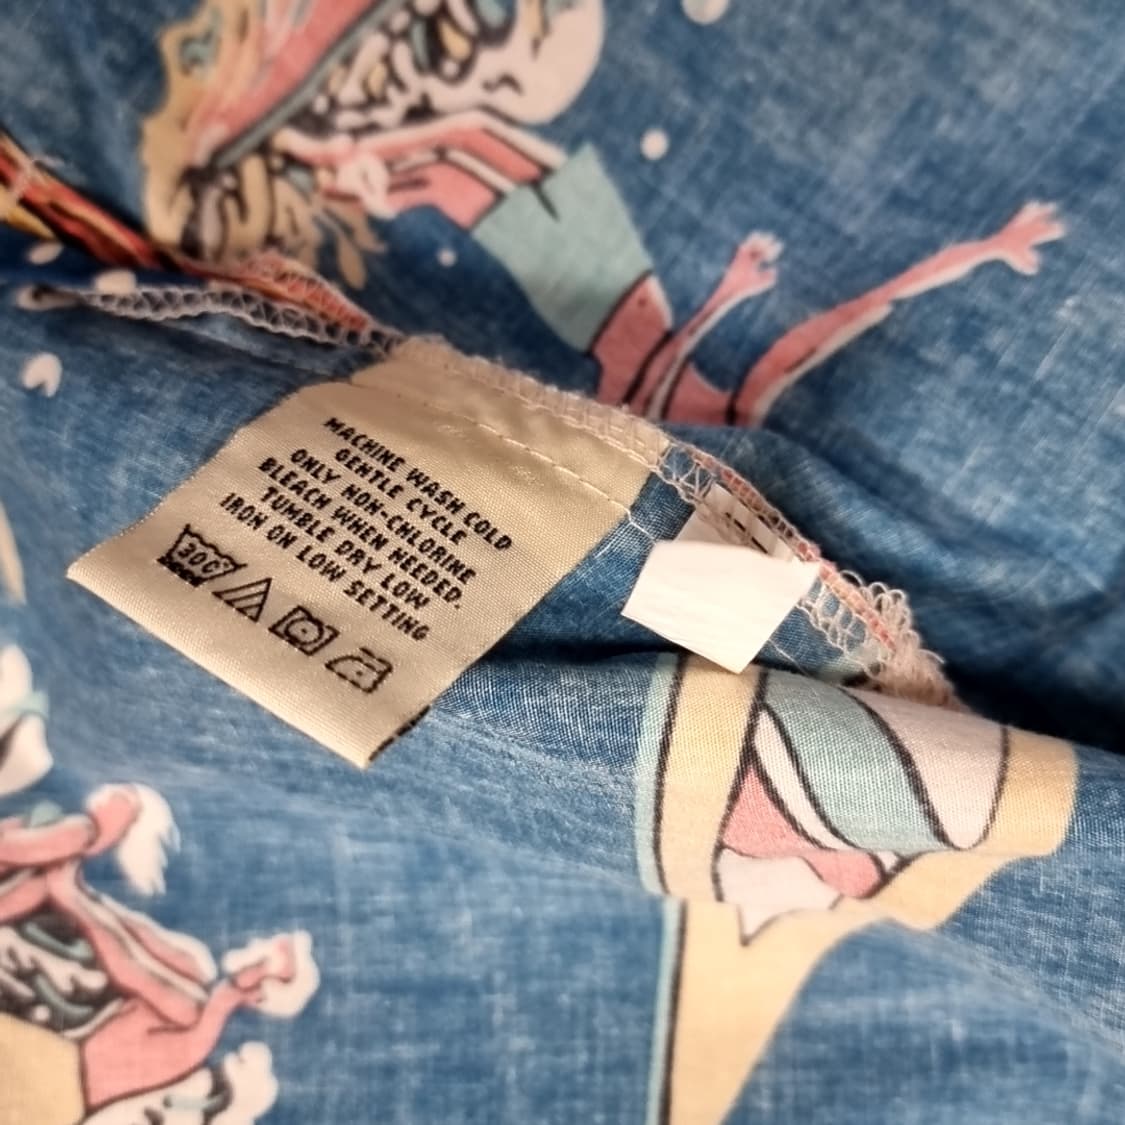 MACHINE WASH COLD
GENTLE CYCLE
ONLY NON-CHLORINE
BLEACH WHEN NEEDED.
TUMBLE DRY LOW
IRON ON LOW SETTING
30C